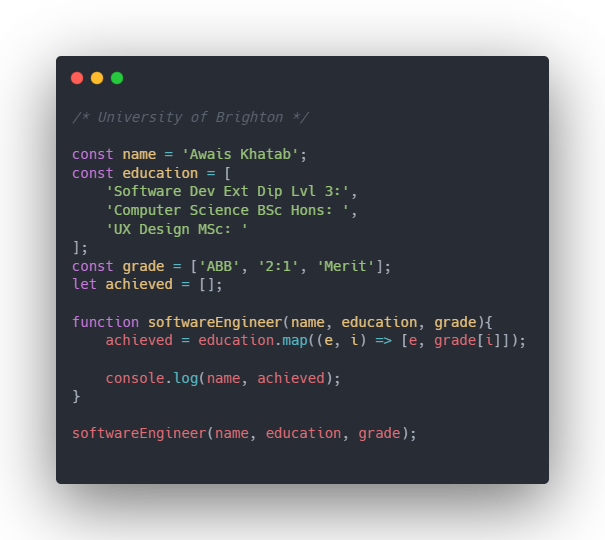 /* University of Brighton */
const name = 'Awais Khatab';
const education = [
    'Software Dev Ext Dip Lvl 3:',
    'Computer Science BSc Hons: ',
    'UX Design MSc: '
];
const grade = ['ABB', '2:1', 'Merit'];
let achieved = [];
function softwareEngineer(name, education, grade){
    achieved = education.map((e, i) => [e, grade[i]]);
    console.log(name, achieved);
}
softwareEngineer(name, education, grade);